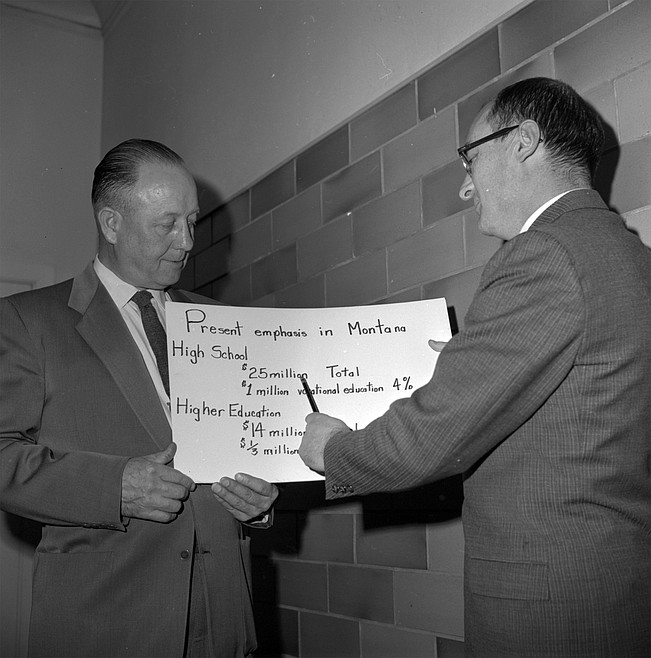 Present emphasis in Montana
High School
$25 million Total
$1 million vocational education 4%
Higher Education
$14 million
$⅓ million